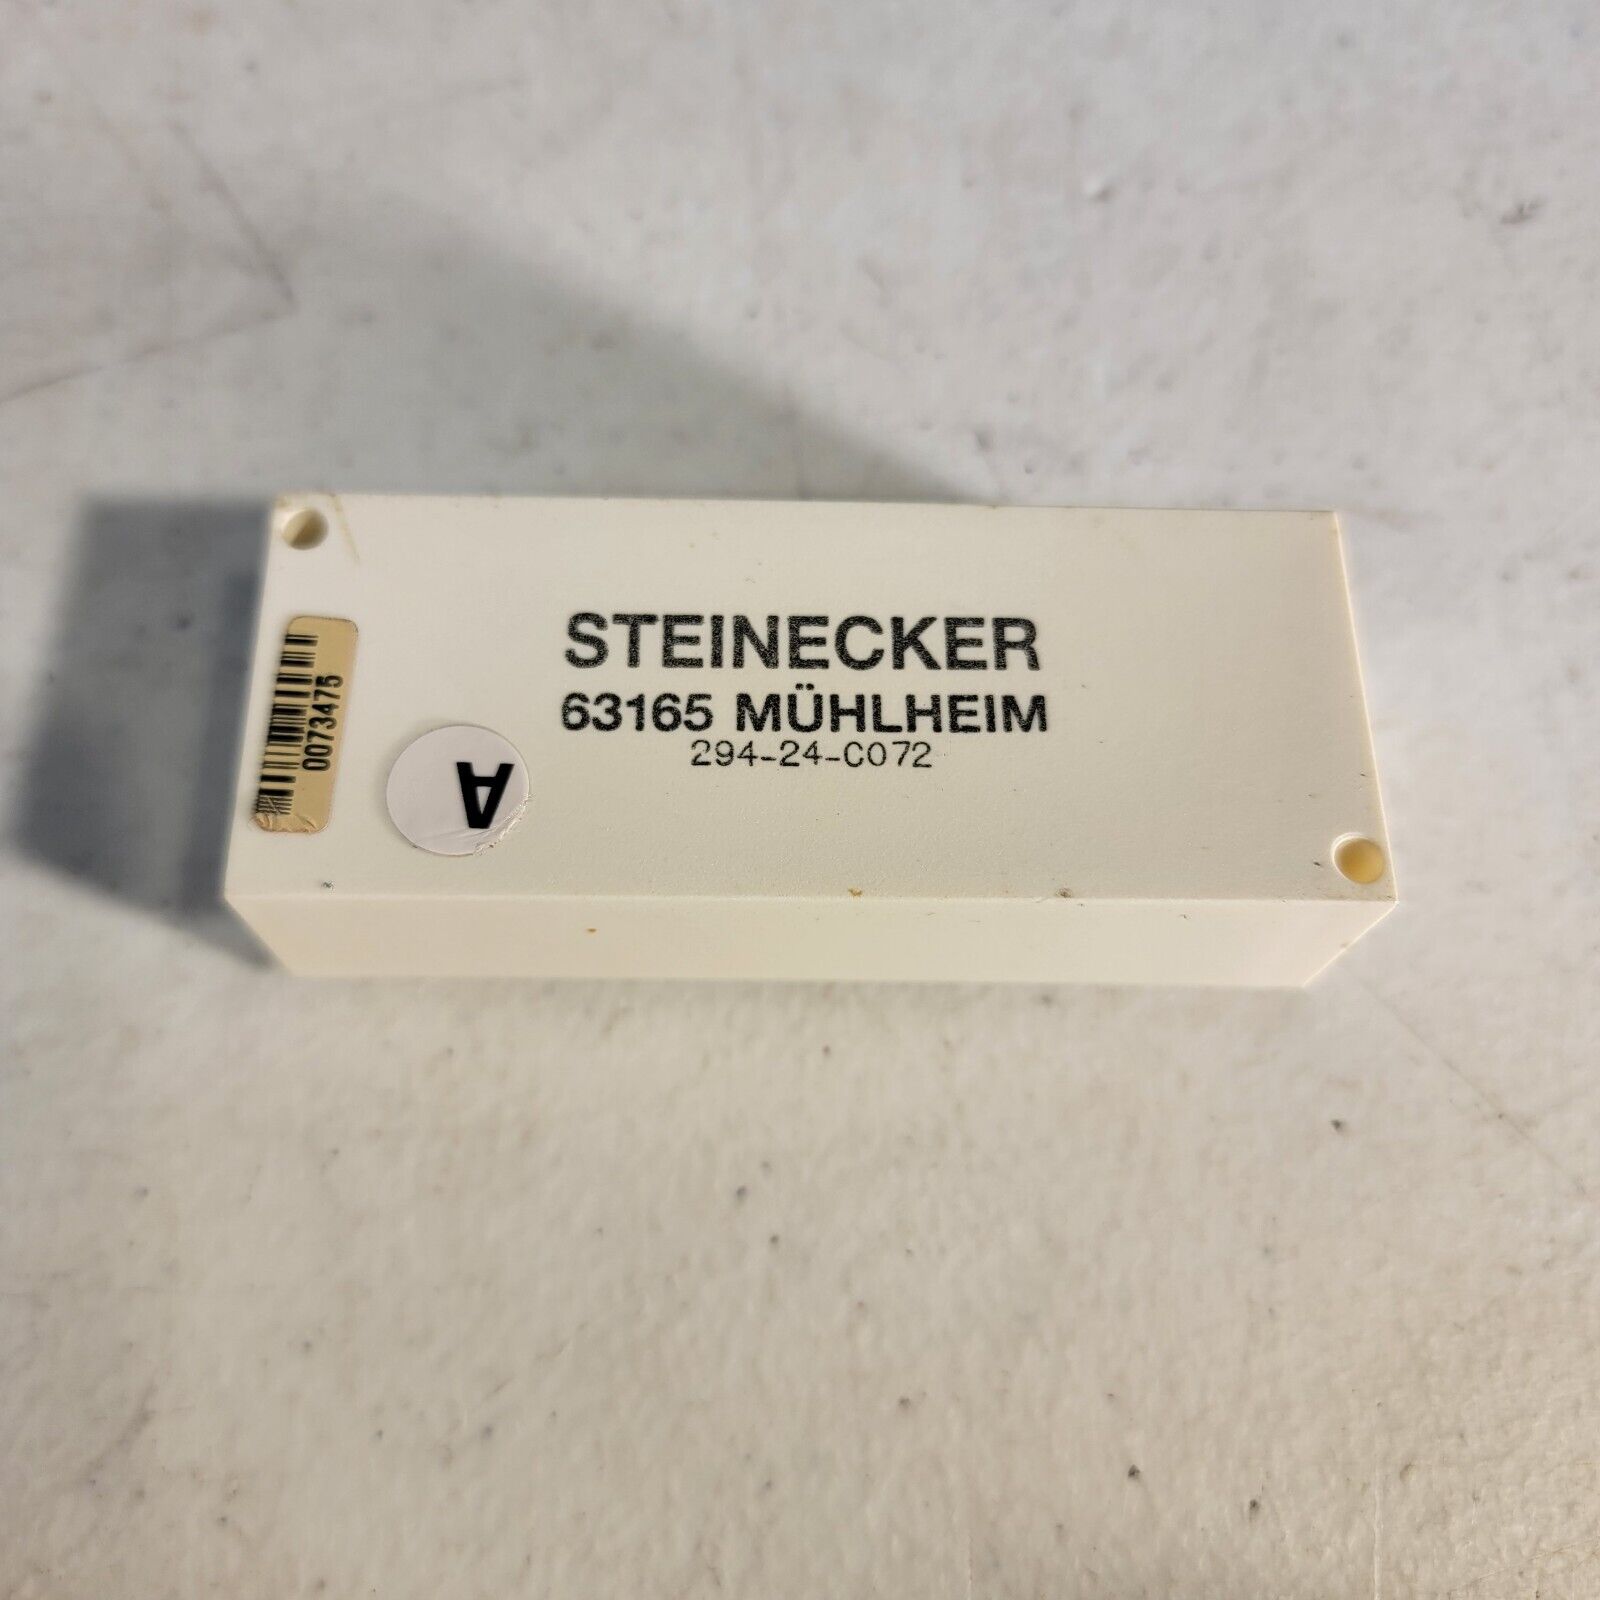 STEINECKER
63165 MÜHLHEIM
294-24-C072
0073475
A